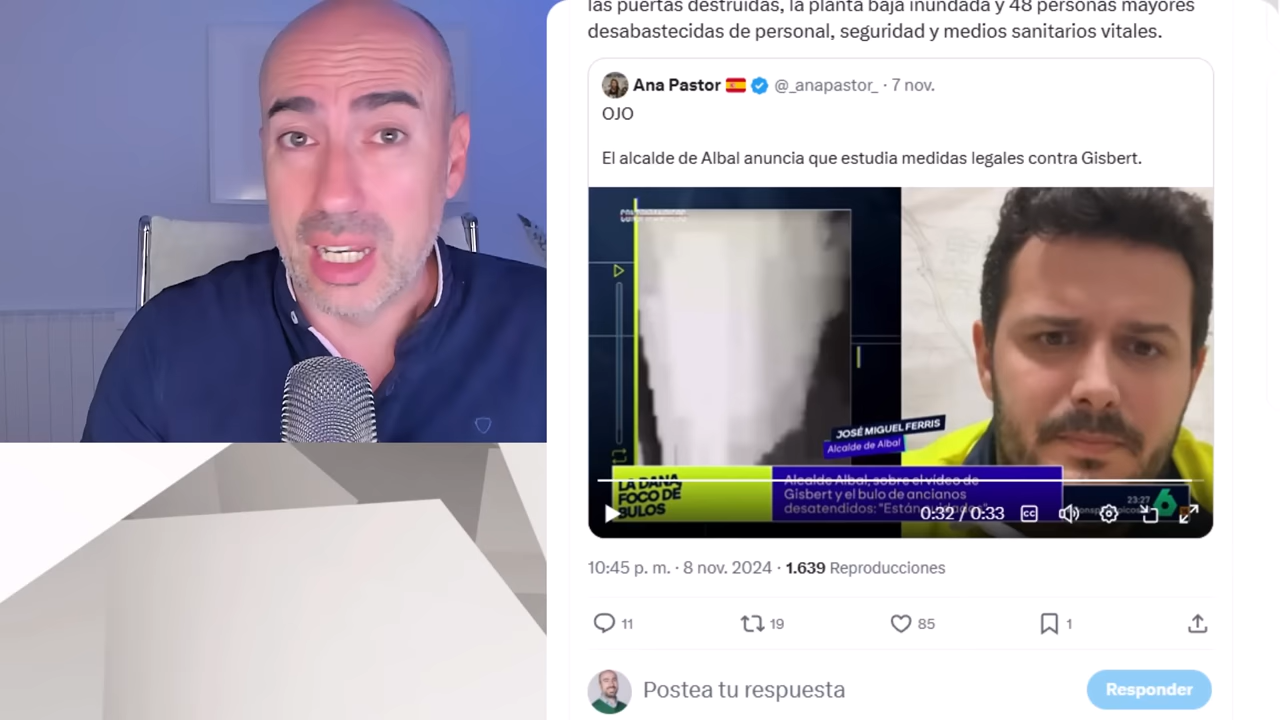 las puertas destruidas, la planta baja inundada y 48 personas mayores
desabastecidas de personal, seguridad y medios sanitarios vitales.
Ana Pastor @_anapastor_ · 7 nov.
OJO
El alcalde de Albal anuncia que estudia medidas legales contra Gisbert.
JOSÉ MIGUEL FERRIS
Alcalde de Albal
LA DANA,
FOCO DE
BULOS
Alcalde Albal, sobre el vídeo de
Gisbert y el bulo de ancianos
desatendidos: "Están
23:27
6
0:32 / 0:33
10:45 p. m. · 8 nov. 2024 · 1.639 Reproducciones
11 19 85 1
Postea tu respuesta
Responder